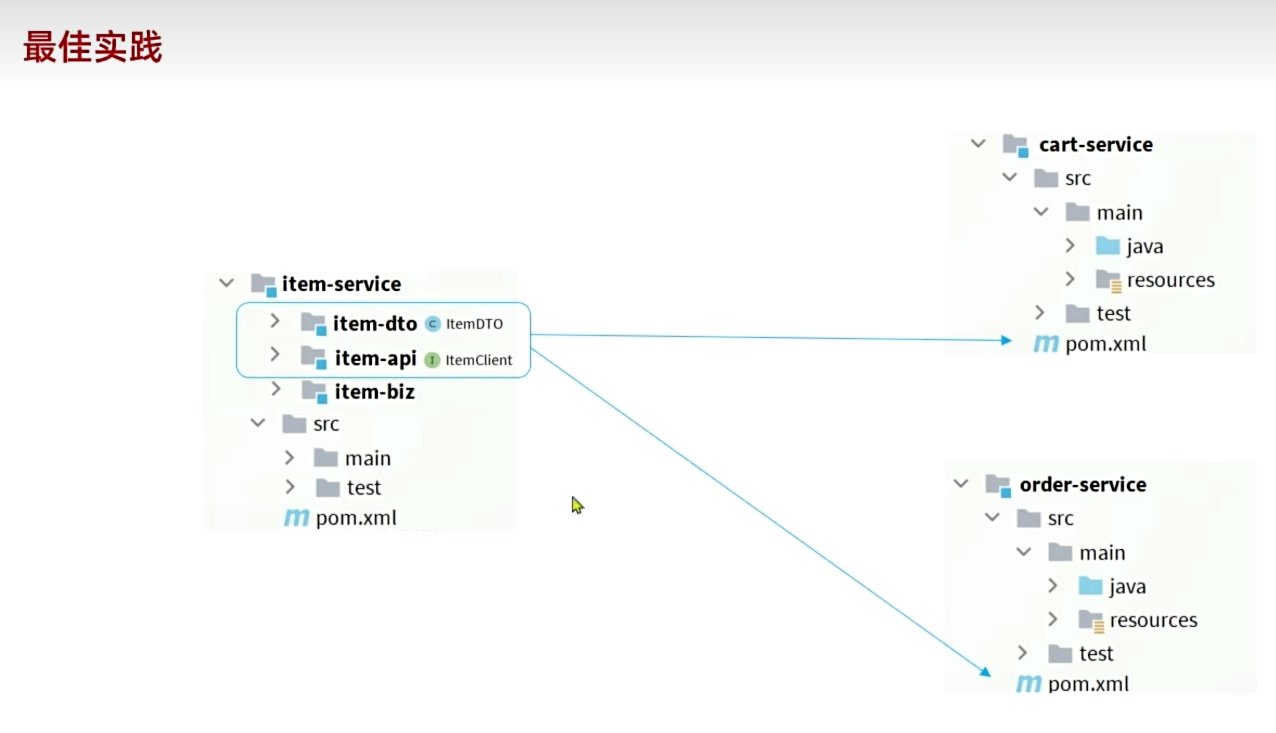 最佳实践
item-service
item-dto C ItemDTO
item-api I ItemClient
item-biz
src
main
test
m pom.xml
cart-service
src
main
java
resources
test
m pom.xml
order-service
src
main
java
resources
test
m pom.xml